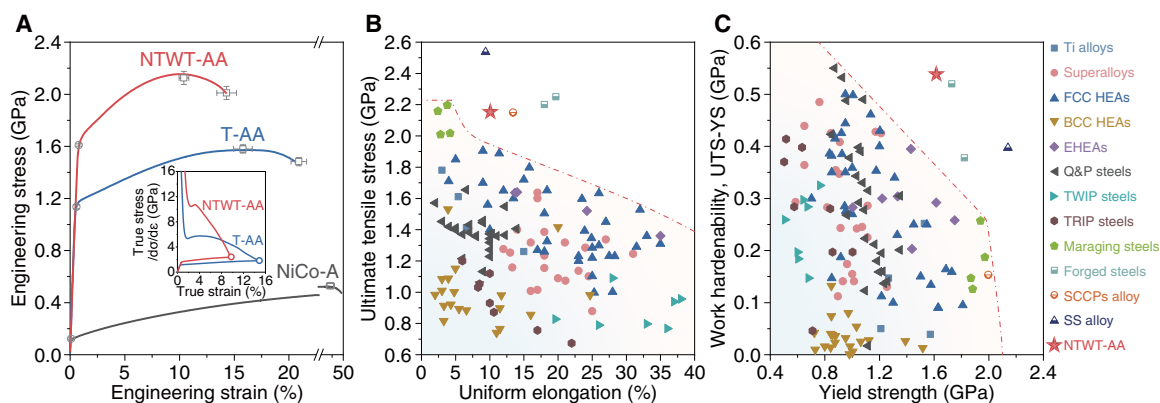 A
Engineering stress (GPa)
2.4
2.0
1.6
1.2
0.8
0.4
0.0
NTWT-AA
T-AA
NiCo-A
True stress
/dσ/dε (GPa)
16
12
8
4
0
NTWT-AA
T-AA
0 4 8 12 16
True strain (%)
0 5 10 15 20 50
Engineering strain (%)
B
Ultimate tensile stress (GPa)
2.6
2.4
2.2
2.0
1.8
1.6
1.4
1.2
1.0
0.8
0.6
0 5 10 15 20 25 30 35 40
Uniform elongation (%)
C
Work hardenability, UTS-YS (GPa)
0.6
0.5
0.4
0.3
0.2
0.1
0.0
0.4 0.8 1.2 1.6 2.0 2.4
Yield strength (GPa)
Ti alloys
Superalloys
FCC HEAs
BCC HEAs
EHEAs
Q&P steels
TWIP steels
TRIP steels
Maraging steels
Forged steels
SCCPs alloy
SS alloy
NTWT-AA